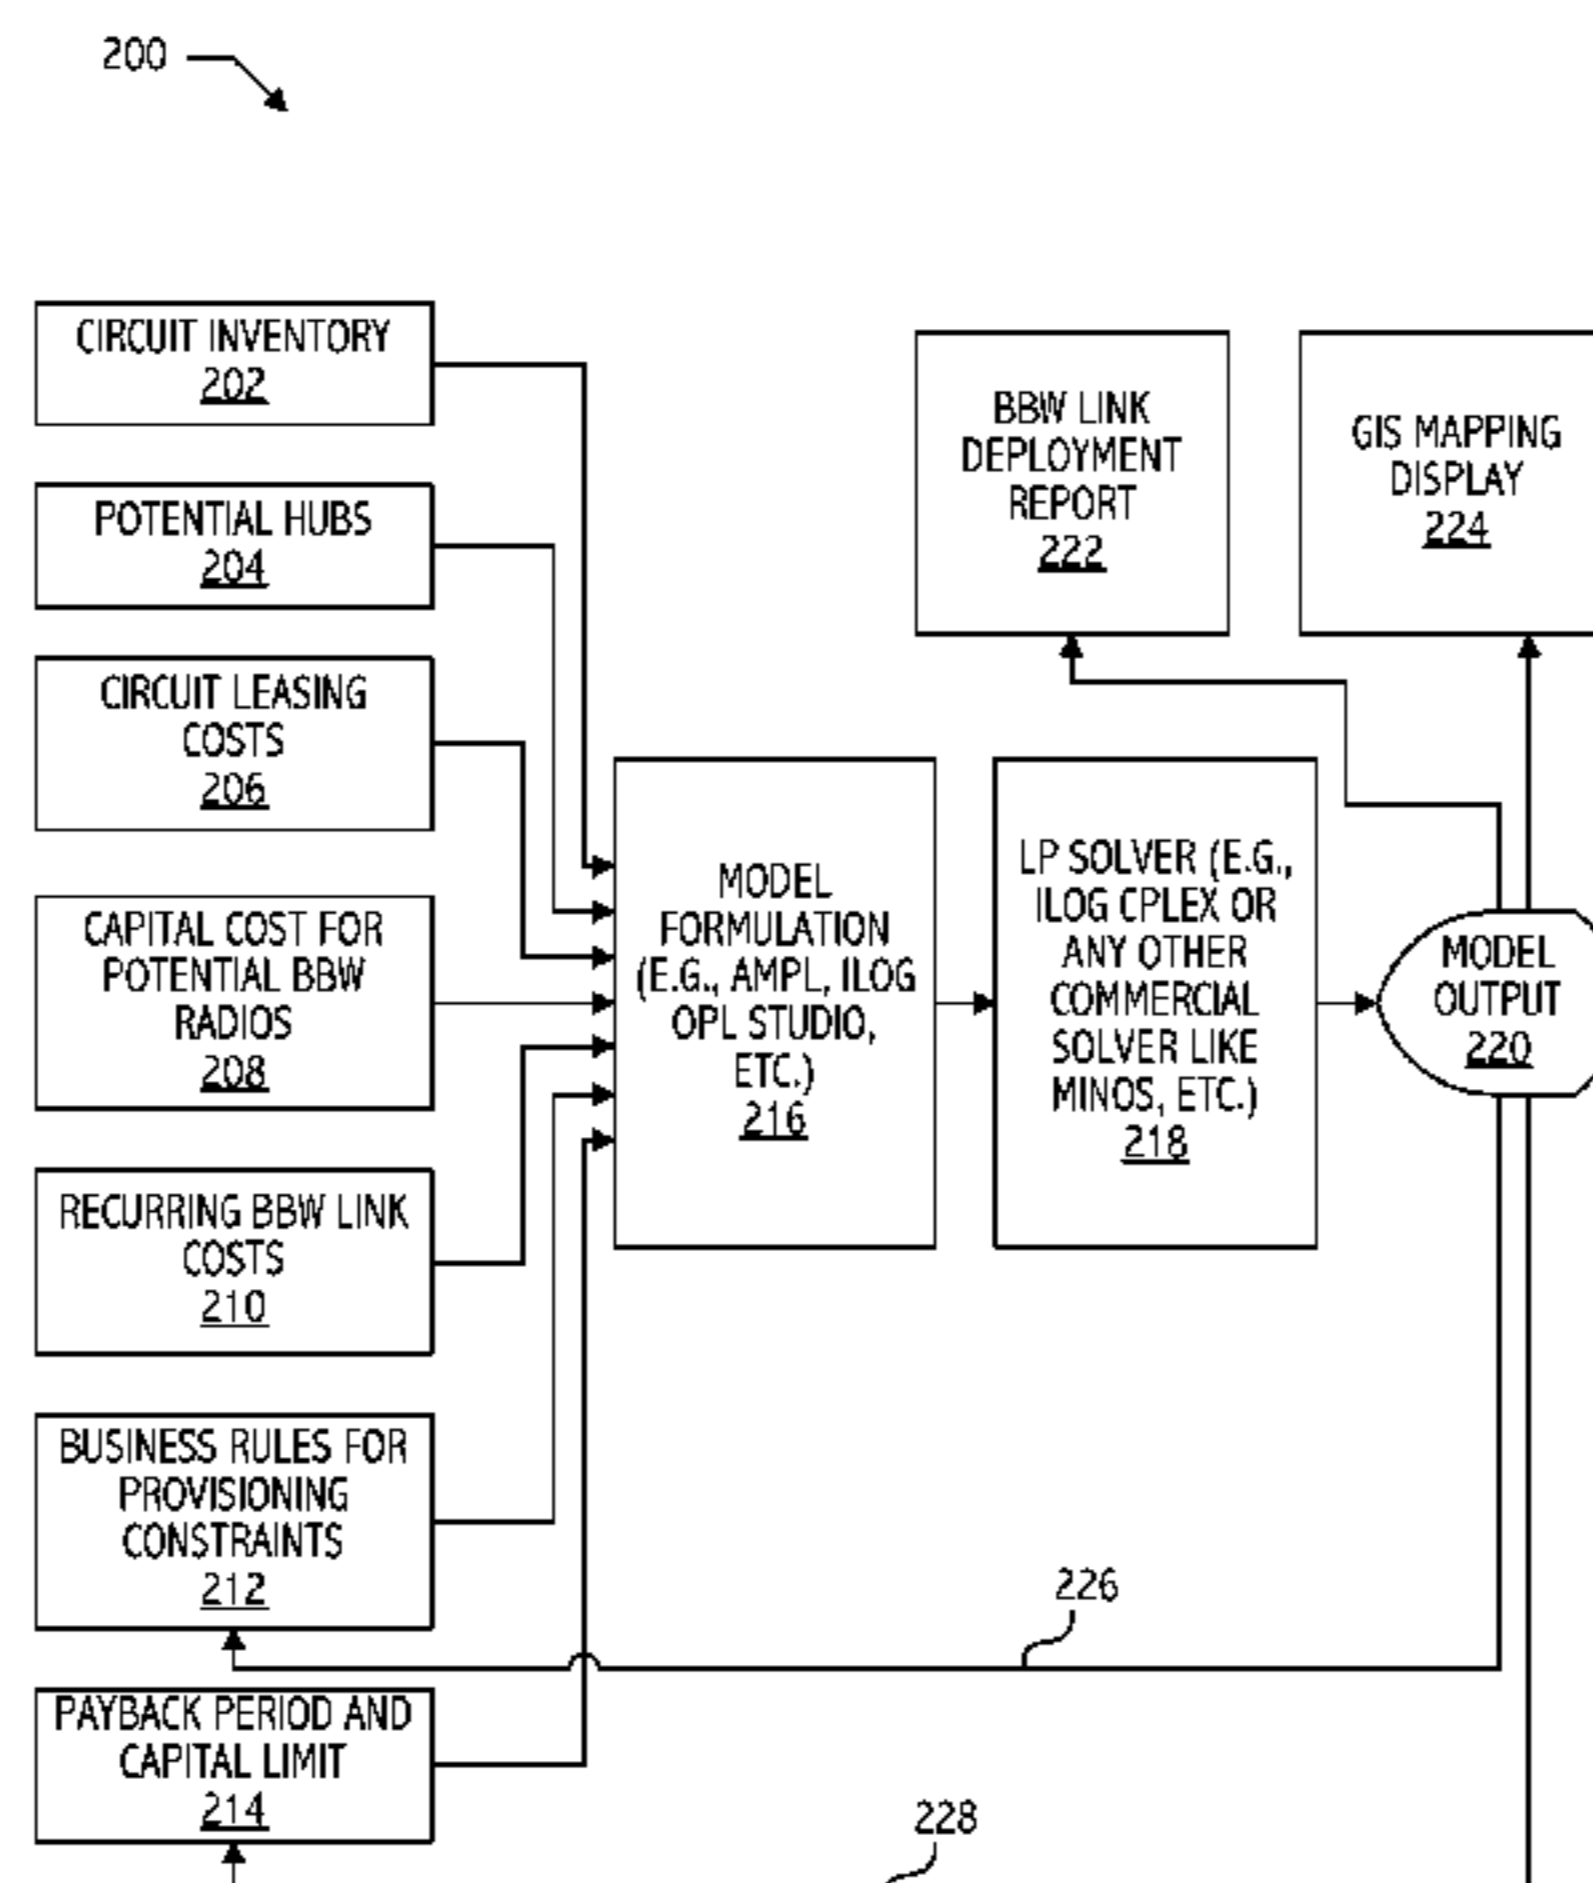 200
CIRCUIT INVENTORY
202
POTENTIAL HUBS
204
CIRCUIT LEASING
COSTS
206
CAPITAL COST FOR
POTENTIAL BBW
RADIOS
208
RECURRING BBW LINK
COSTS
210
BUSINESS RULES FOR
PROVISIONING
CONSTRAINTS
212
PAYBACK PERIOD AND
CAPITAL LIMIT
214
MODEL
FORMULATION
(E.G., AMPL, ILOG
OPL STUDIO,
ETC.)
216
LP SOLVER (E.G.,
ILOG CPLEX OR
ANY OTHER
COMMERCIAL
SOLVER LIKE
MINOS, ETC.)
218
MODEL
OUTPUT
220
BBW LINK
DEPLOYMENT
REPORT
222
GIS MAPPING
DISPLAY
224
226
228